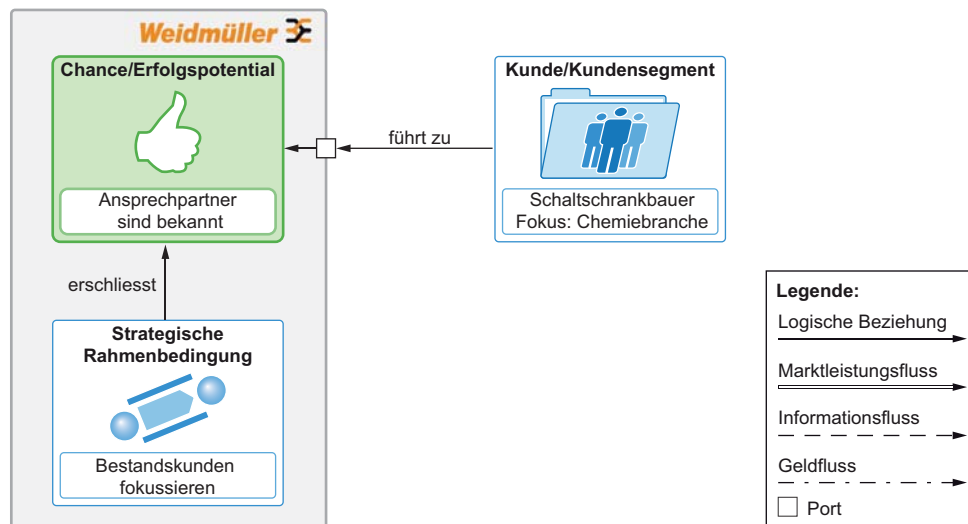 Weidmüller
Chance/Erfolgspotential
Ansprechpartner
sind bekannt
erschliesst
Strategische
Rahmenbedingung
Bestandskunden
fokussieren
führt zu
Kunde/Kundensegment
Schaltschrankbauer
Fokus: Chemiebranche
Legende:
Logische Beziehung
Marktleistungsfluss
Informationsfluss
Geldfluss
Port